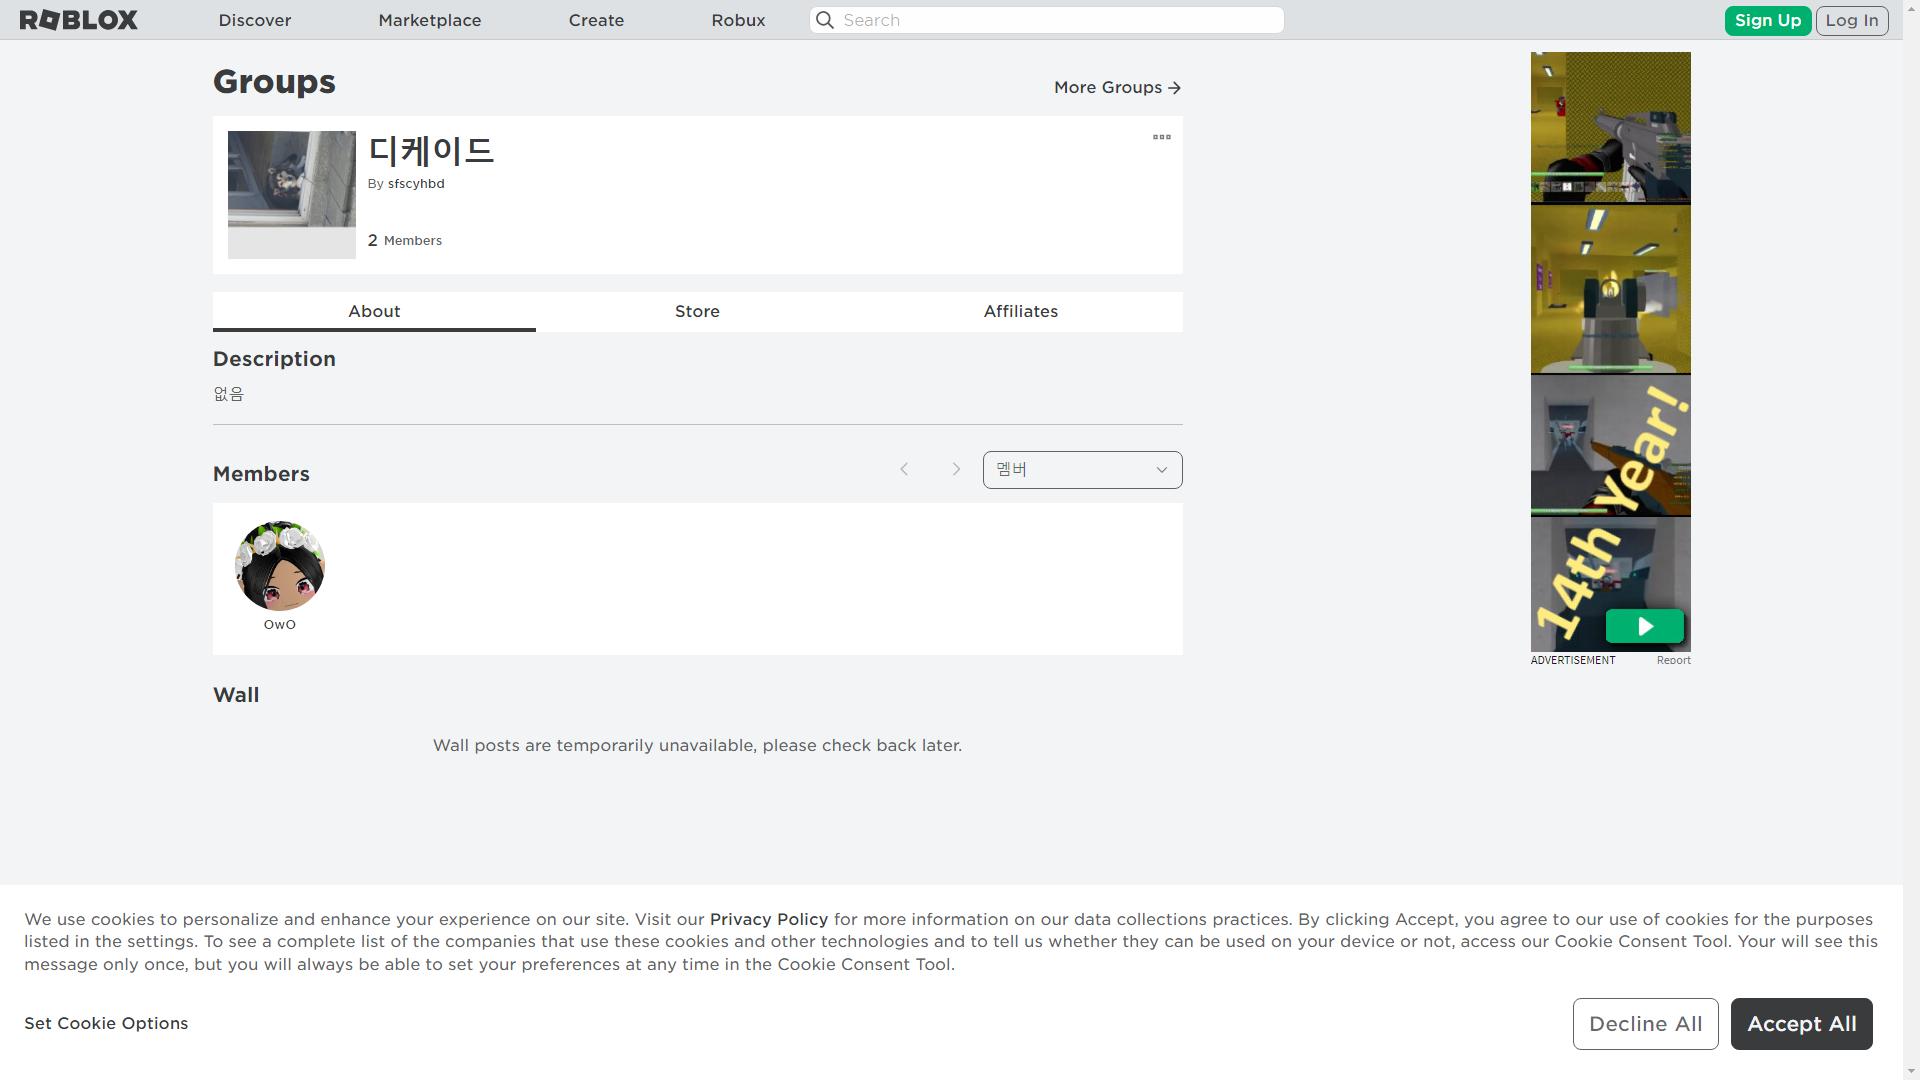 ROBLOX
Discover
Marketplace
Create
Robux
Search
Sign Up
Log In
Groups
More Groups
디케이드
By sfscyhbd
2 Members
About
Store
Affiliates
Description
없음
Members
멤버
OwO
Wall
Wall posts are temporarily unavailable, please check back later.
14th Year!
ADVERTISEMENT
Report
We use cookies to personalize and enhance your experience on our site. Visit our Privacy Policy for more information on our data collections practices. By clicking Accept, you agree to our use of cookies for the purposes
listed in the settings. To see a complete list of the companies that use these cookies and other technologies and to tell us whether they can be used on your device or not, access our Cookie Consent Tool. Your will see this
message only once, but you will always be able to set your preferences at any time in the Cookie Consent Tool.
Set Cookie Options
Decline All
Accept All